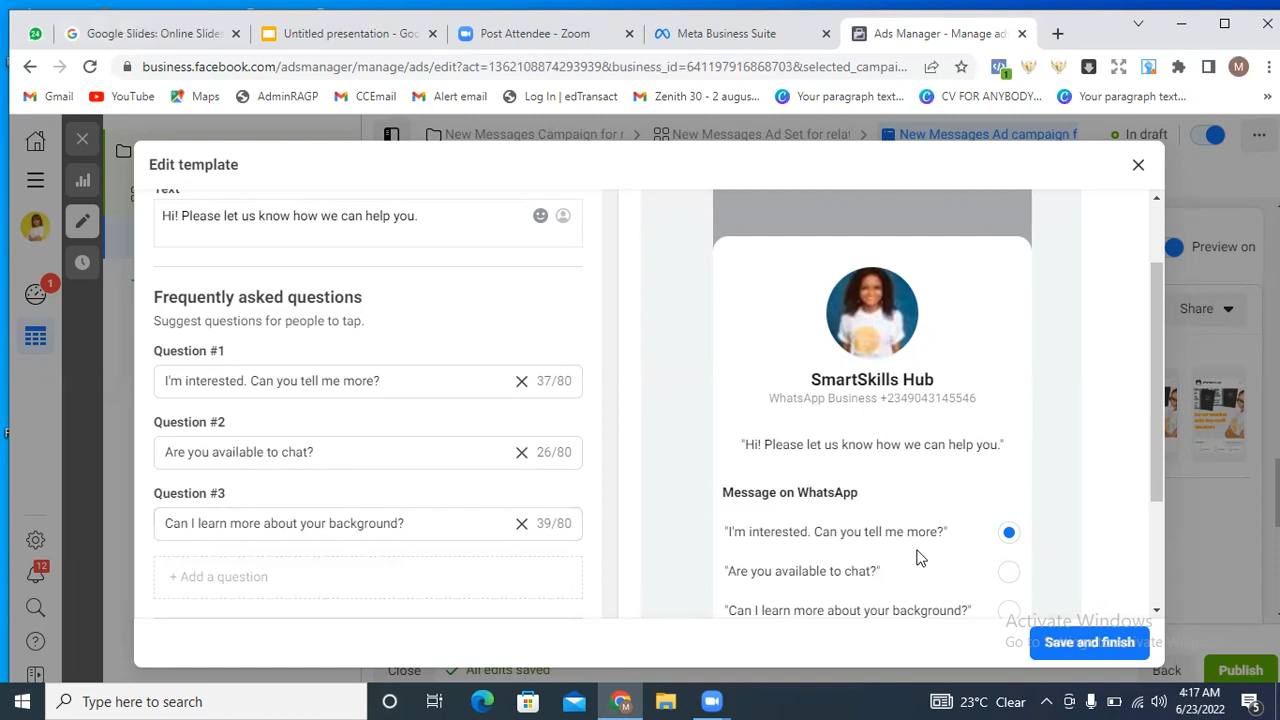 24
Google Slides: Online Slide
Untitled presentation - Goo
Post Attendee - Zoom
Meta Business Suite
Ads Manager - Manage ad
business.facebook.com/adsmanager/manage/ads/edit?act=1362108874293939&business_id=6411979168687703&selected_campai...
1
M
Gmail
YouTube
Maps
AdminRAGP
CCEmail
Alert email
Log In | edTransact
Zenith 30 - 2 augus...
Your paragraph text...
CV FOR ANYBODY...
Your paragraph text...
New Messages Campaign for r
New Messages Ad Set for relat
New Messages Ad campaign f
In draft
Edit template
Text
Hi! Please let us know how we can help you.
Frequently asked questions
Suggest questions for people to tap.
Question #1
I'm interested. Can you tell me more?
37/80
Question #2
Are you available to chat?
26/80
Question #3
Can I learn more about your background?
39/80
+ Add a question
SmartSkills Hub
WhatsApp Business +2349043145546
"Hi! Please let us know how we can help you."
Message on WhatsApp
"I'm interested. Can you tell me more?"
"Are you available to chat?"
"Can I learn more about your background?"
Preview on
Share
1
12
Activate Windows
Save and finish
Close
All edits saved
Back
Publish
Type here to search
23°C Clear
4:17 AM
6/23/2022
5